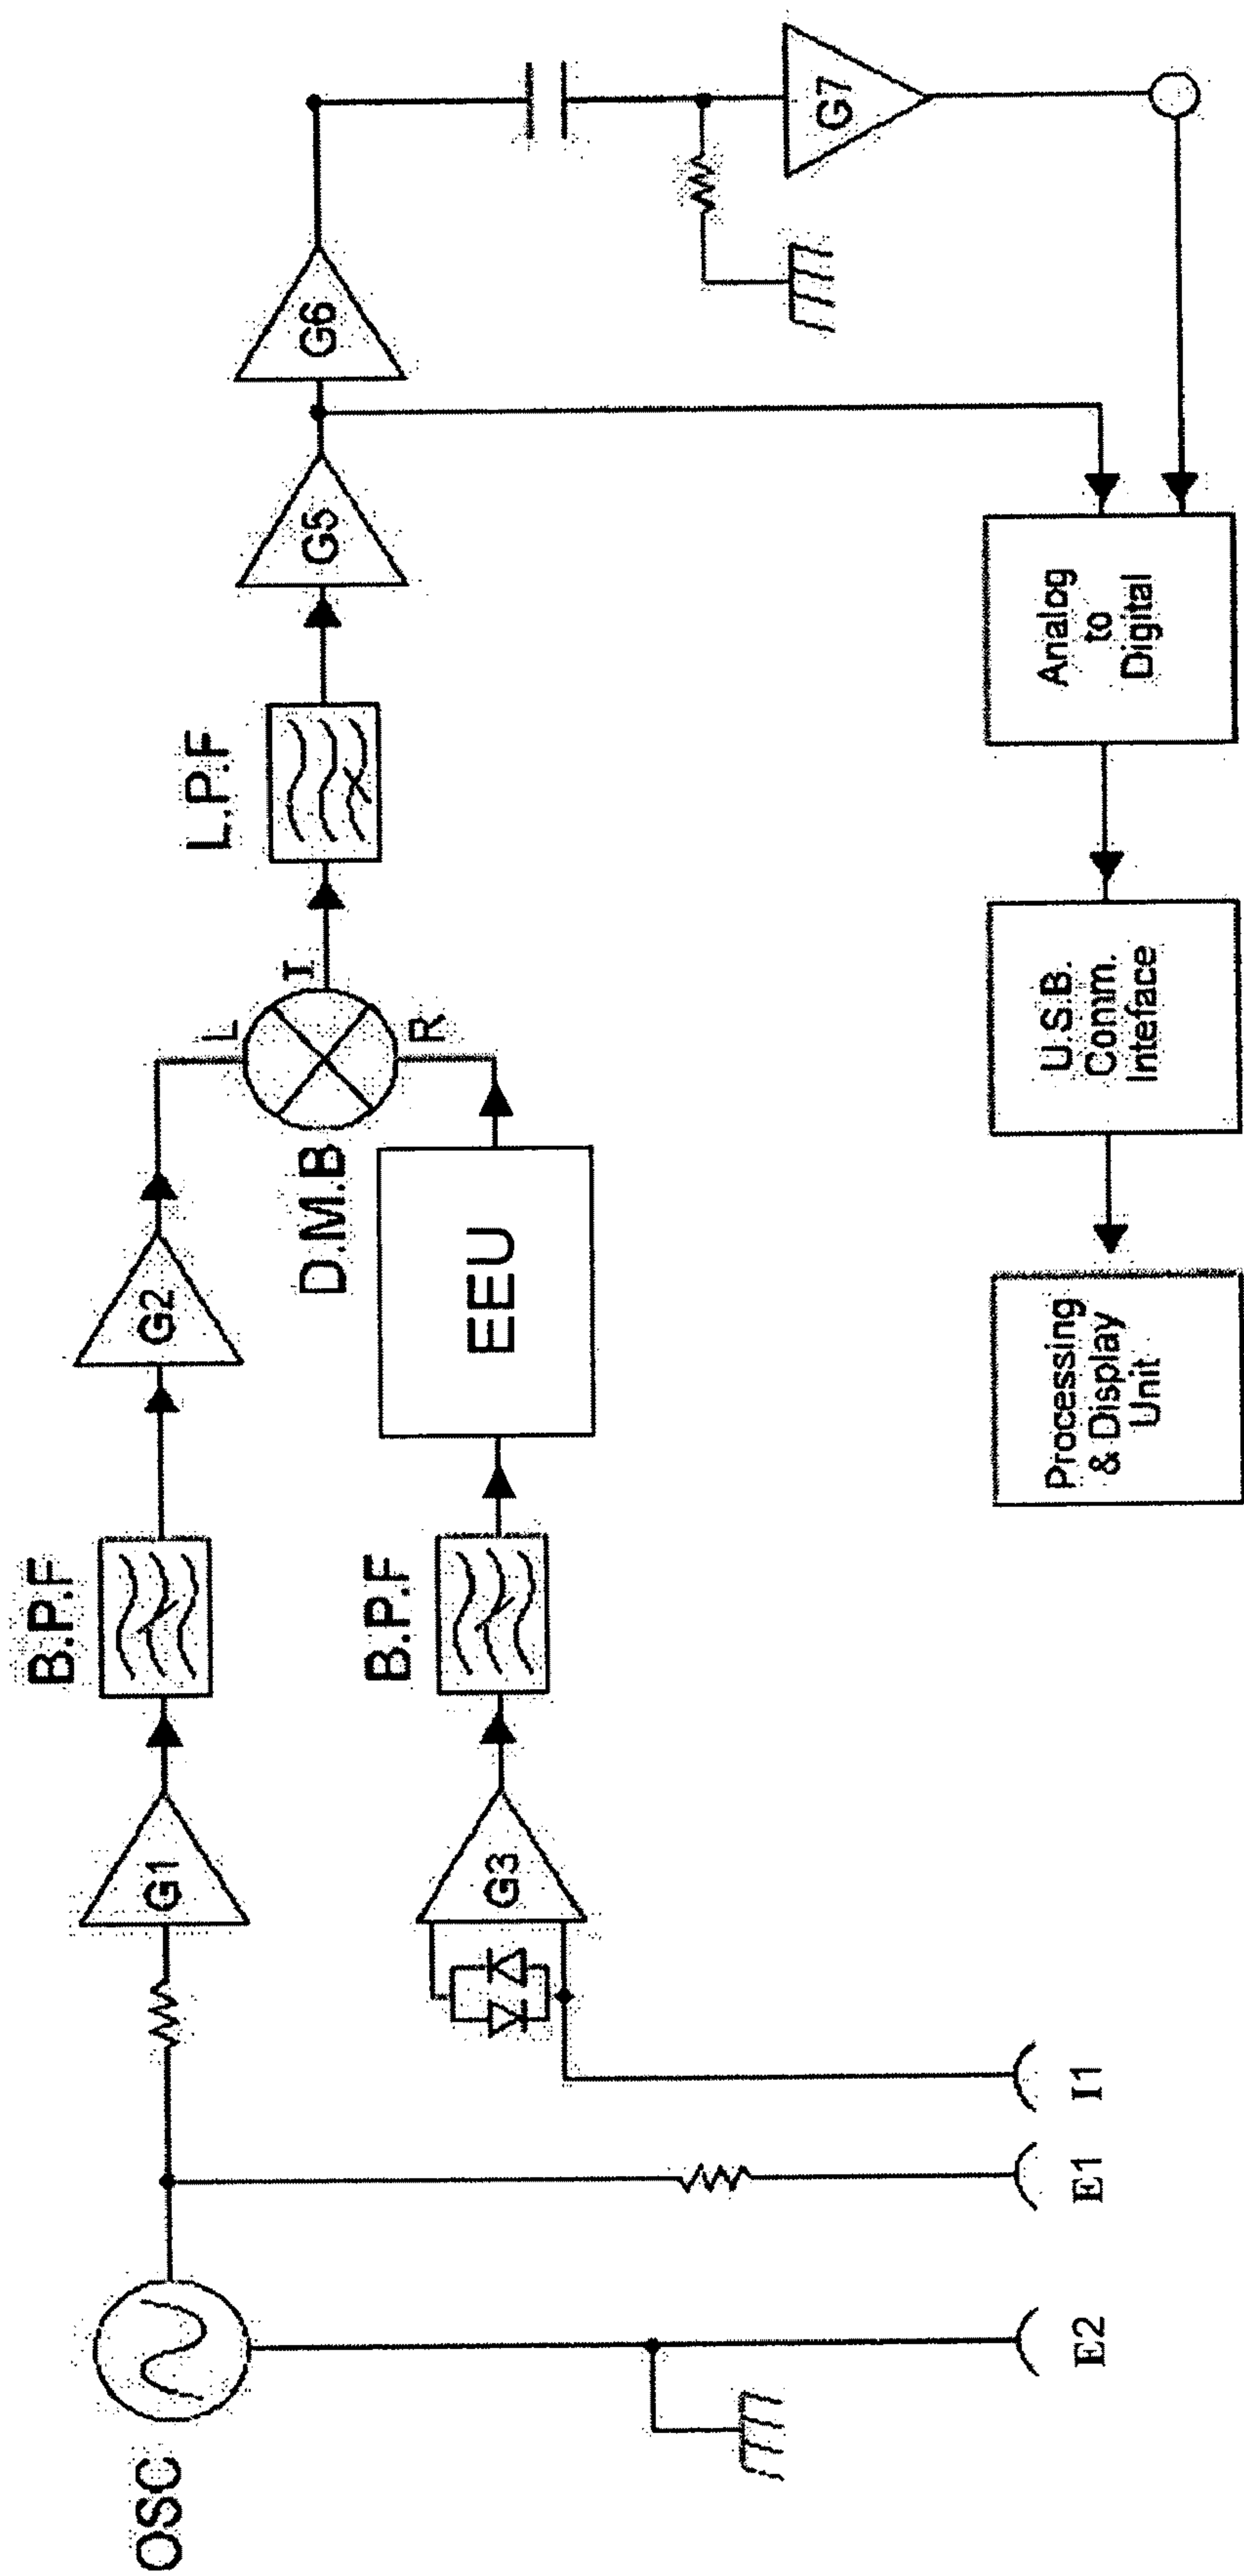 OSC
G1
B.P.F
G2
L
I
R
D.M.B
L.P.F
G5
G6
G7
G3
B.P.F
EEU
E2
E1
I1
Processing
& Display
Unit
U.S.B.
Comm.
Inteface
Analog
to
Digital